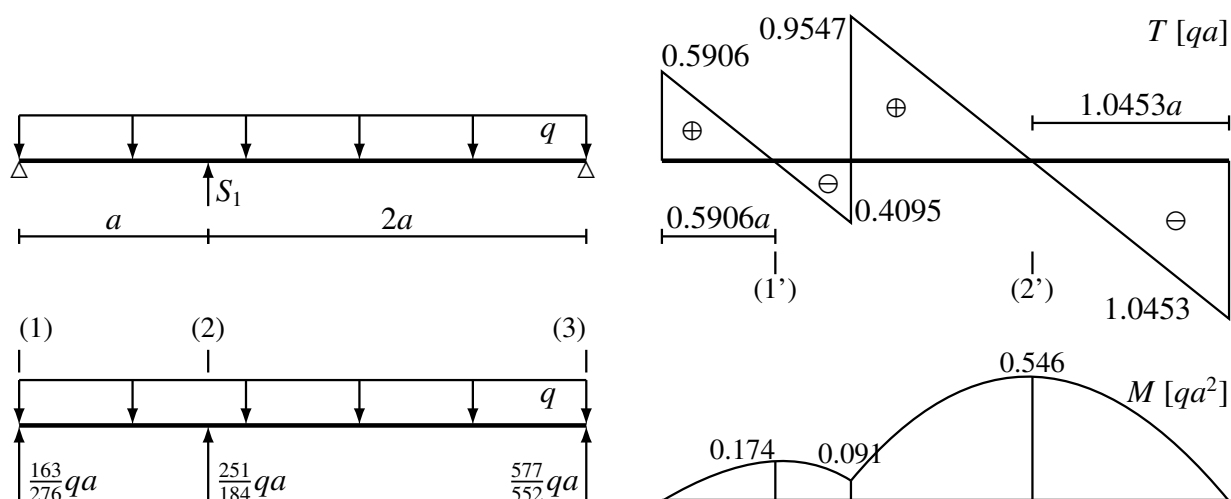 q
S₁
a
2a
(1)
(2)
(3)
q
163/276 qa
251/184 qa
577/552 qa
T [qa]
0.9547
0.5906
1.0453a
⊕
⊕
⊖
⊖
0.4095
0.5906a
(1’)
(2’)
1.0453
0.546
M [qa²]
0.174
0.091